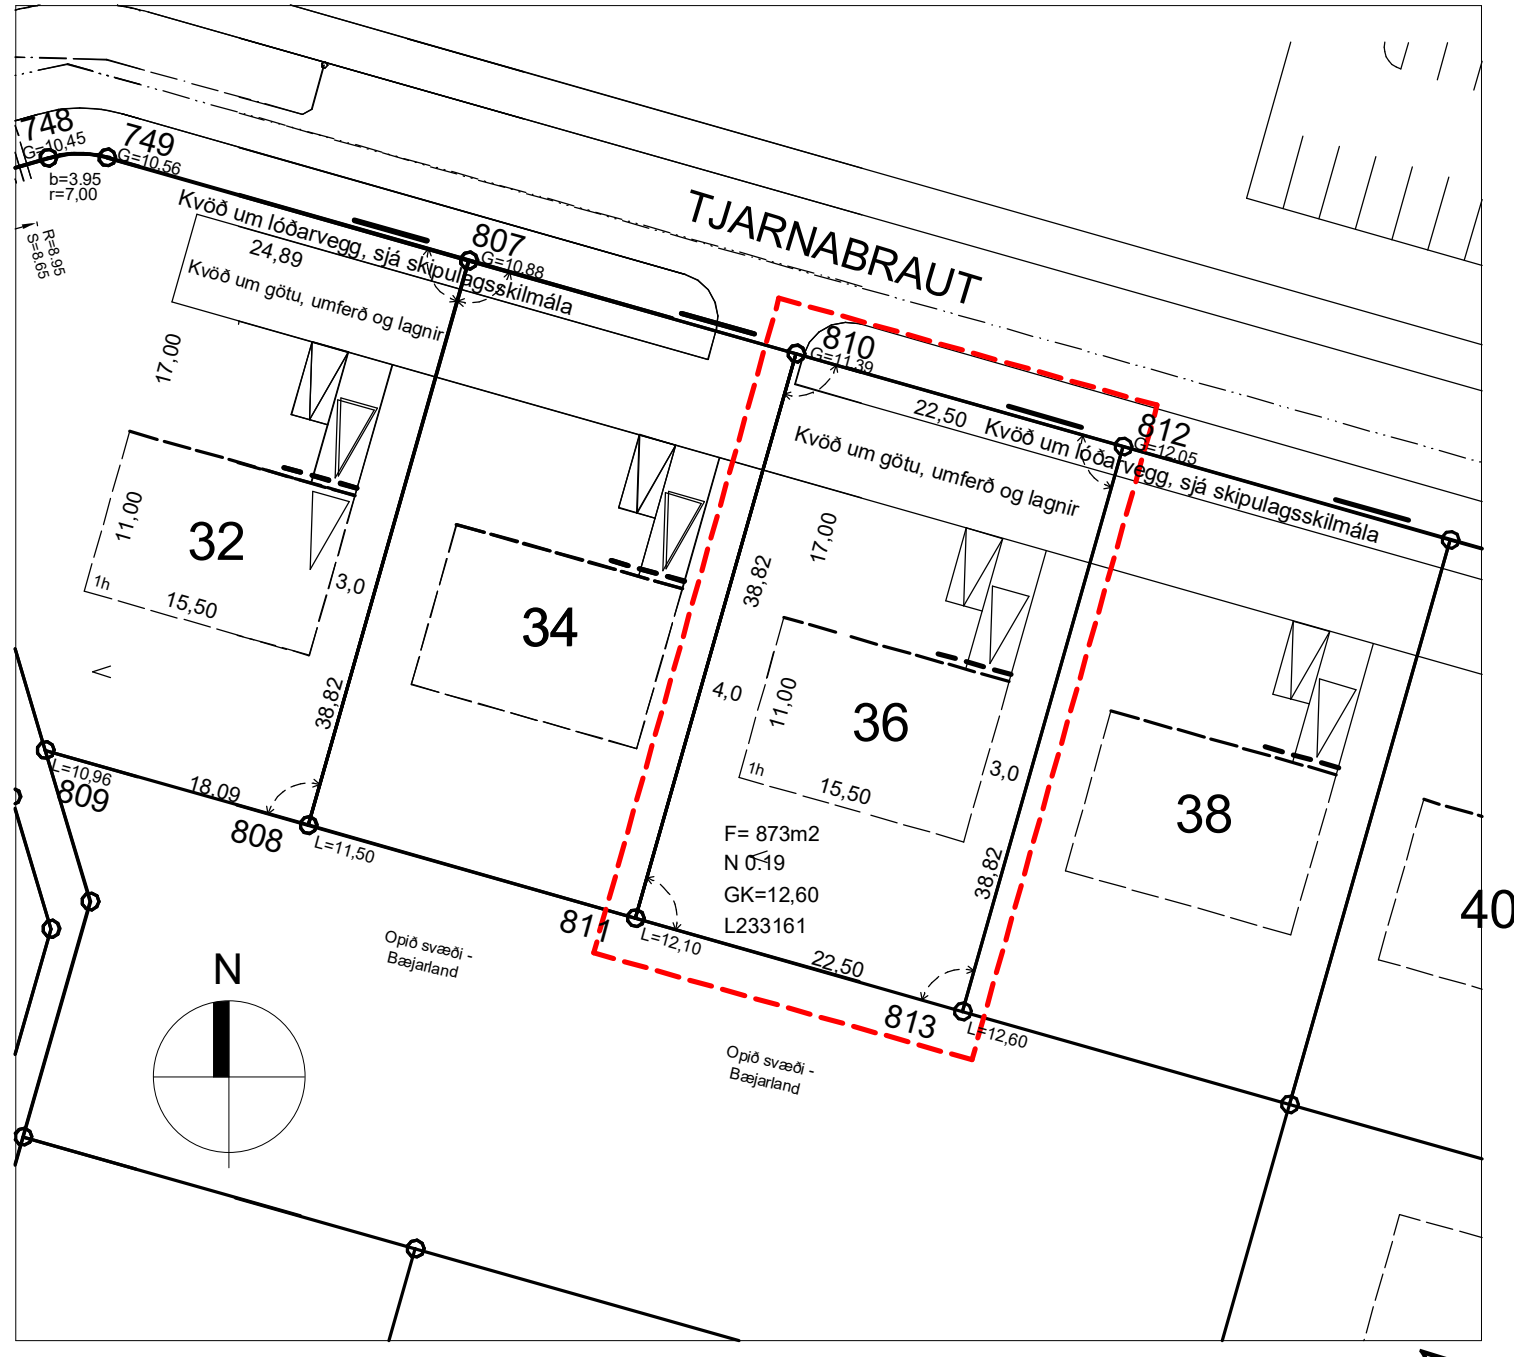 748
G=10,45
749
G=10,56
b=3.95
r=7,00
R=8.95
S=8.65
TJARNABRAUT
Kvöð um lóðarvegg, sjá skipulagsskilmála
24,89
Kvöð um götu, umferð og lagnir
807
G=10,88
810
G=11,39
22,50
812
G=12,05
Kvöð um lóðarvegg, sjá skipulagsskilmála
Kvöð um götu, umferð og lagnir
17,00
11,00
32
1h
15,50
3,0
38,82
34
38,82
17,00
4,0
11,00
36
1h
15,50
3,0
38,82
38
40
F= 873m2
N 0.19
GK=12,60
L233161
L=10,96
809
18,09
808
L=11,50
811
L=12,10
22,50
813
L=12,60
Opið svæði -
Bæjarland
Opið svæði -
Bæjarland
N